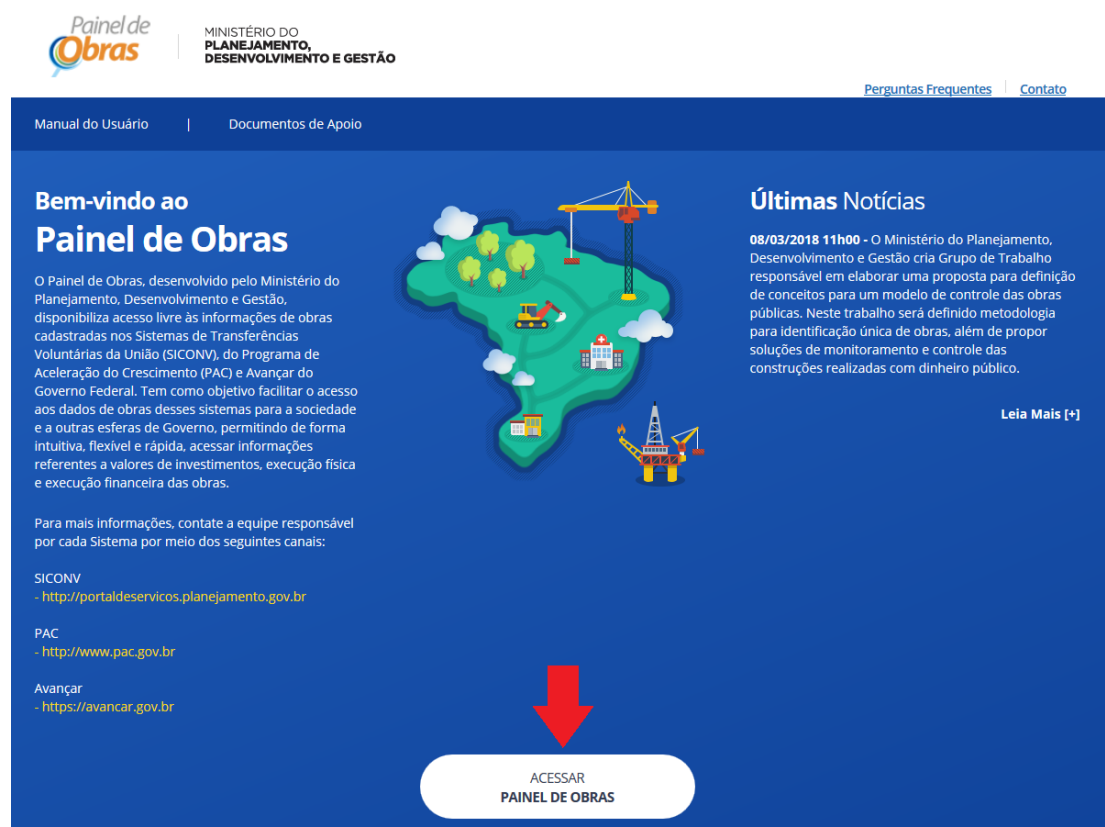 Painel de
Obras
MINISTÉRIO DO
PLANEJAMENTO,
DESENVOLVIMENTO E GESTÃO
Perguntas Frequentes
Contato
Manual do Usuário | Documentos de Apoio
Bem-vindo ao
Painel de Obras
O Painel de Obras, desenvolvido pelo Ministério do
Planejamento, Desenvolvimento e Gestão,
disponibiliza acesso livre às informações de obras
cadastradas nos Sistemas de Transferências
Voluntárias da União (SICONV), do Programa de
Aceleração do Crescimento (PAC) e Avançar do
Governo Federal. Tem como objetivo facilitar o acesso
aos dados de obras desses sistemas para a sociedade
e a outras esferas de Governo, permitindo de forma
intuitiva, flexível e rápida, acessar informações
referentes a valores de investimentos, execução física
e execução financeira das obras.
Para mais informações, contate a equipe responsável
por cada Sistema por meio dos seguintes canais:
SICONV
- http://portaldeservicos.planejamento.gov.br
PAC
- http://www.pac.gov.br
Avançar
- https://avancar.gov.br
Últimas Notícias
08/03/2018 11h00 - O Ministério do Planejamento,
Desenvolvimento e Gestão cria Grupo de Trabalho
responsável em elaborar uma proposta para definição
de conceitos para um modelo de controle das obras
públicas. Neste trabalho será definido metodologia
para identificação única de obras, além de propor
soluções de monitoramento e controle das
construções realizadas com dinheiro público.
Leia Mais [+]
ACESSAR
PAINEL DE OBRAS